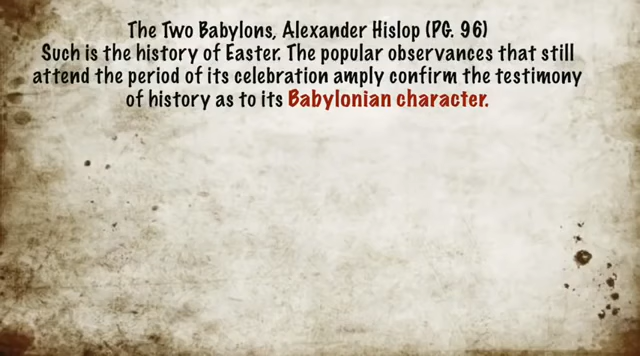 The Two Babylons, Alexander Hislop (PG. 96)
Such is the history of Easter. The popular observances that still
attend the period of its celebration amply confirm the testimony
of history as to its Babylonian character.